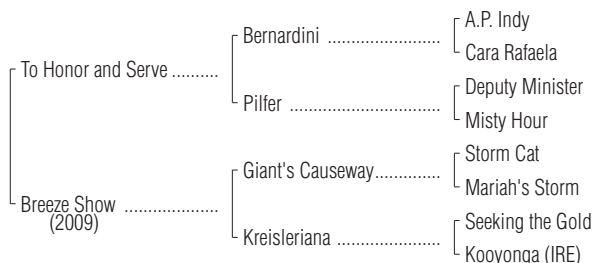 A.P. Indy
Bernardini ........................
Cara Rafaela
To Honor and Serve ..........
Deputy Minister
Pilfer ................................
Misty Hour
Storm Cat
Giant's Causeway..............
Mariah's Storm
Breeze Show ....................
(2009)
Seeking the Gold
Kreisleriana ......................
Kooyonga (IRE)